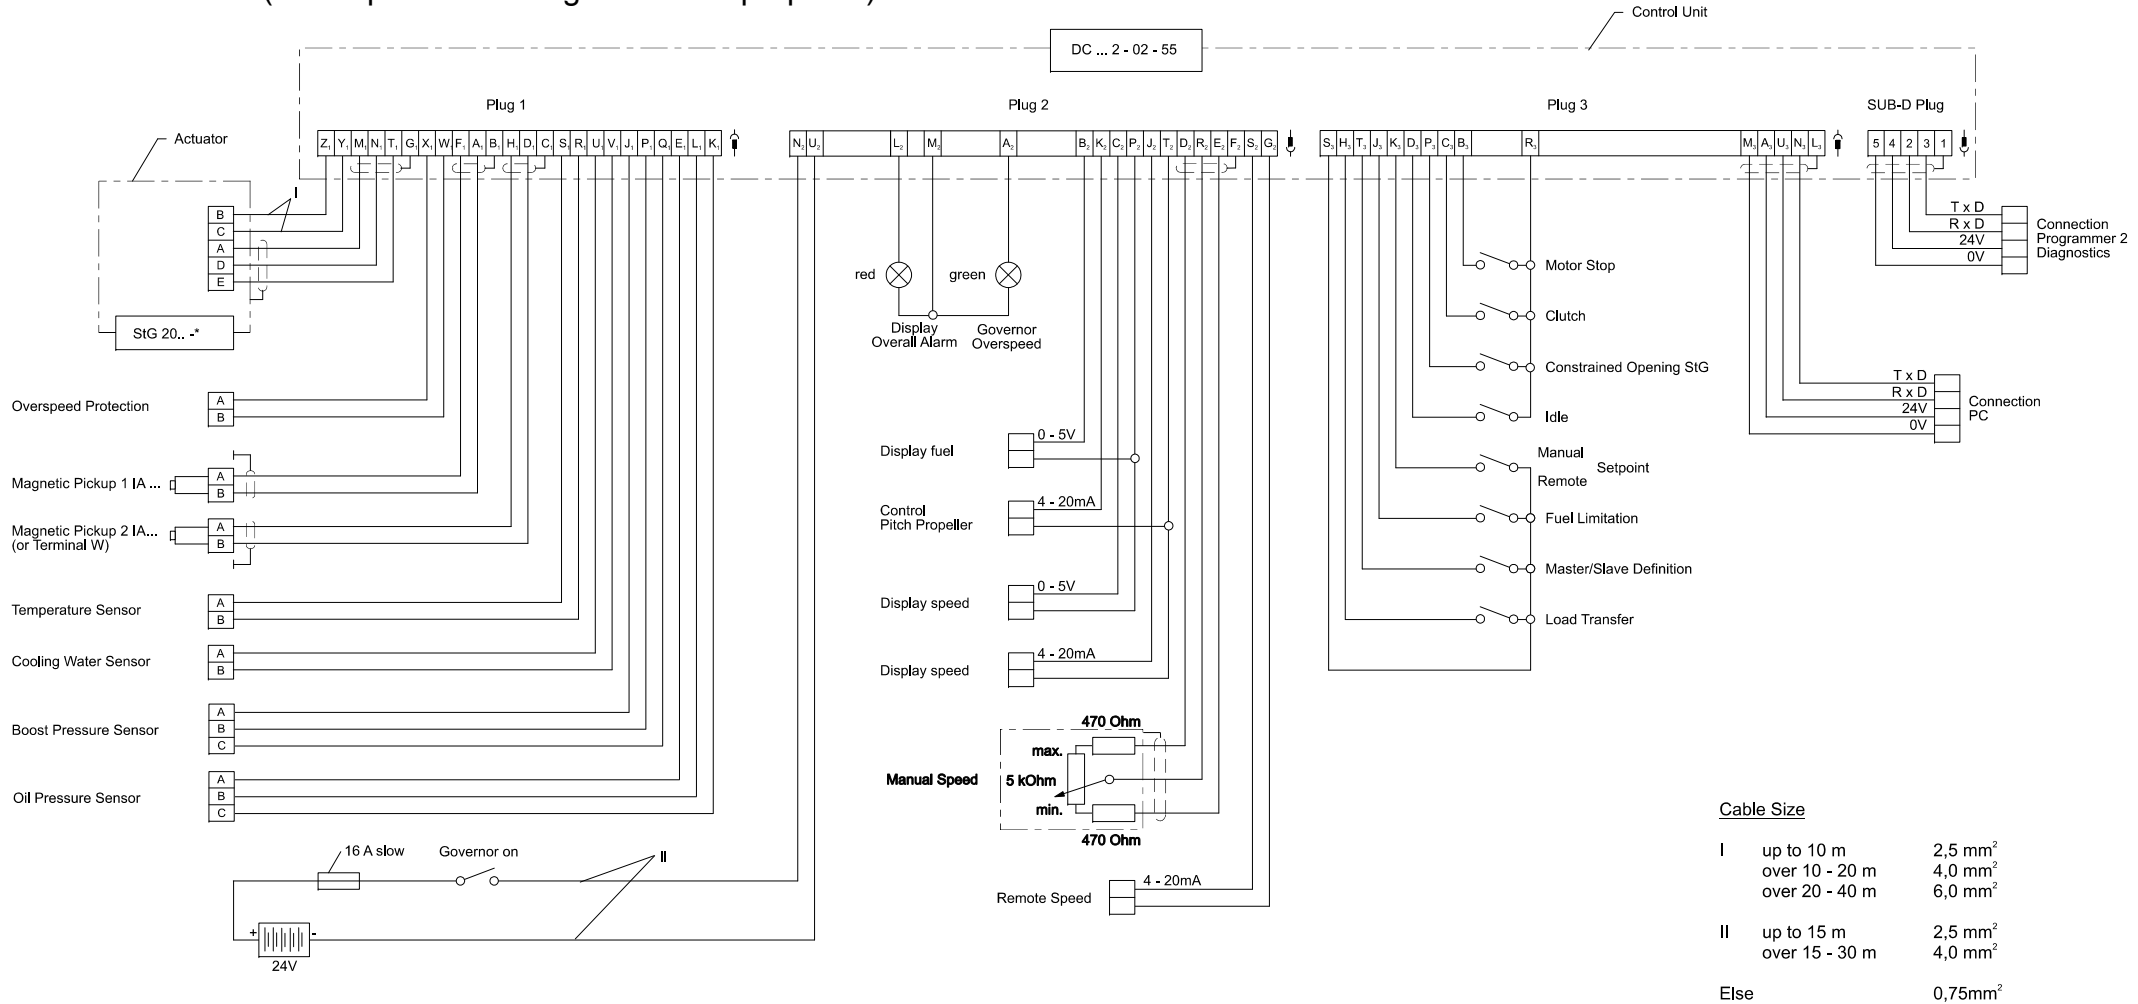 Control Unit
DC ... 2 - 02 - 55
Plug 1
Plug 2
Plug 3
SUB-D Plug
Actuator
Z₁ Y₁ M₁ N₁ T₁ G₁ X₁ W₁ F₁ A₁ B₁ H₁ D₁ C₁ S₁ R₁ U₁ V₁ J₁ P₁ Q₁ E₁ L₁ K₁
N₂ U₂ L₂ M₂ A₂ B₂ K₂ C₂ P₂ J₂ T₂ D₂ R₂ E₂ F₂ S₂ G₂
S₃ H₃ T₃ J₃ K₃ D₃ P₃ C₃ B₃ R₃ M₃ A₃ U₃ N₃ L₃
5 4 2 3 1
I
B
C
A
D
E
StG 20.. -*
Overspeed Protection
A
B
Magnetic Pickup 1 IA ...
A
B
Magnetic Pickup 2 IA...
(or Terminal W)
A
B
Temperature Sensor
A
B
Cooling Water Sensor
A
B
Boost Pressure Sensor
A
B
C
Oil Pressure Sensor
A
B
C
16 A slow
Governor on
II
+
-
24V
red
green
Display
Overall Alarm
Governor
Overspeed
Display fuel
0 - 5V
Control
Pitch Propeller
4 - 20mA
Display speed
0 - 5V
Display speed
4 - 20mA
470 Ohm
max.
Manual Speed
5 kOhm
min.
470 Ohm
Remote Speed
4 - 20mA
Motor Stop
Clutch
Constrained Opening StG
Idle
Manual
Setpoint
Remote
Fuel Limitation
Master/Slave Definition
Load Transfer
T x D
R x D
24V
0V
Connection
Programmer 2
Diagnostics
T x D
R x D
24V
0V
Connection
PC
Cable Size
I up to 10 m 2,5 mm²
over 10 - 20 m 4,0 mm²
over 20 - 40 m 6,0 mm²
II up to 15 m 2,5 mm²
over 15 - 30 m 4,0 mm²
Else 0,75mm²